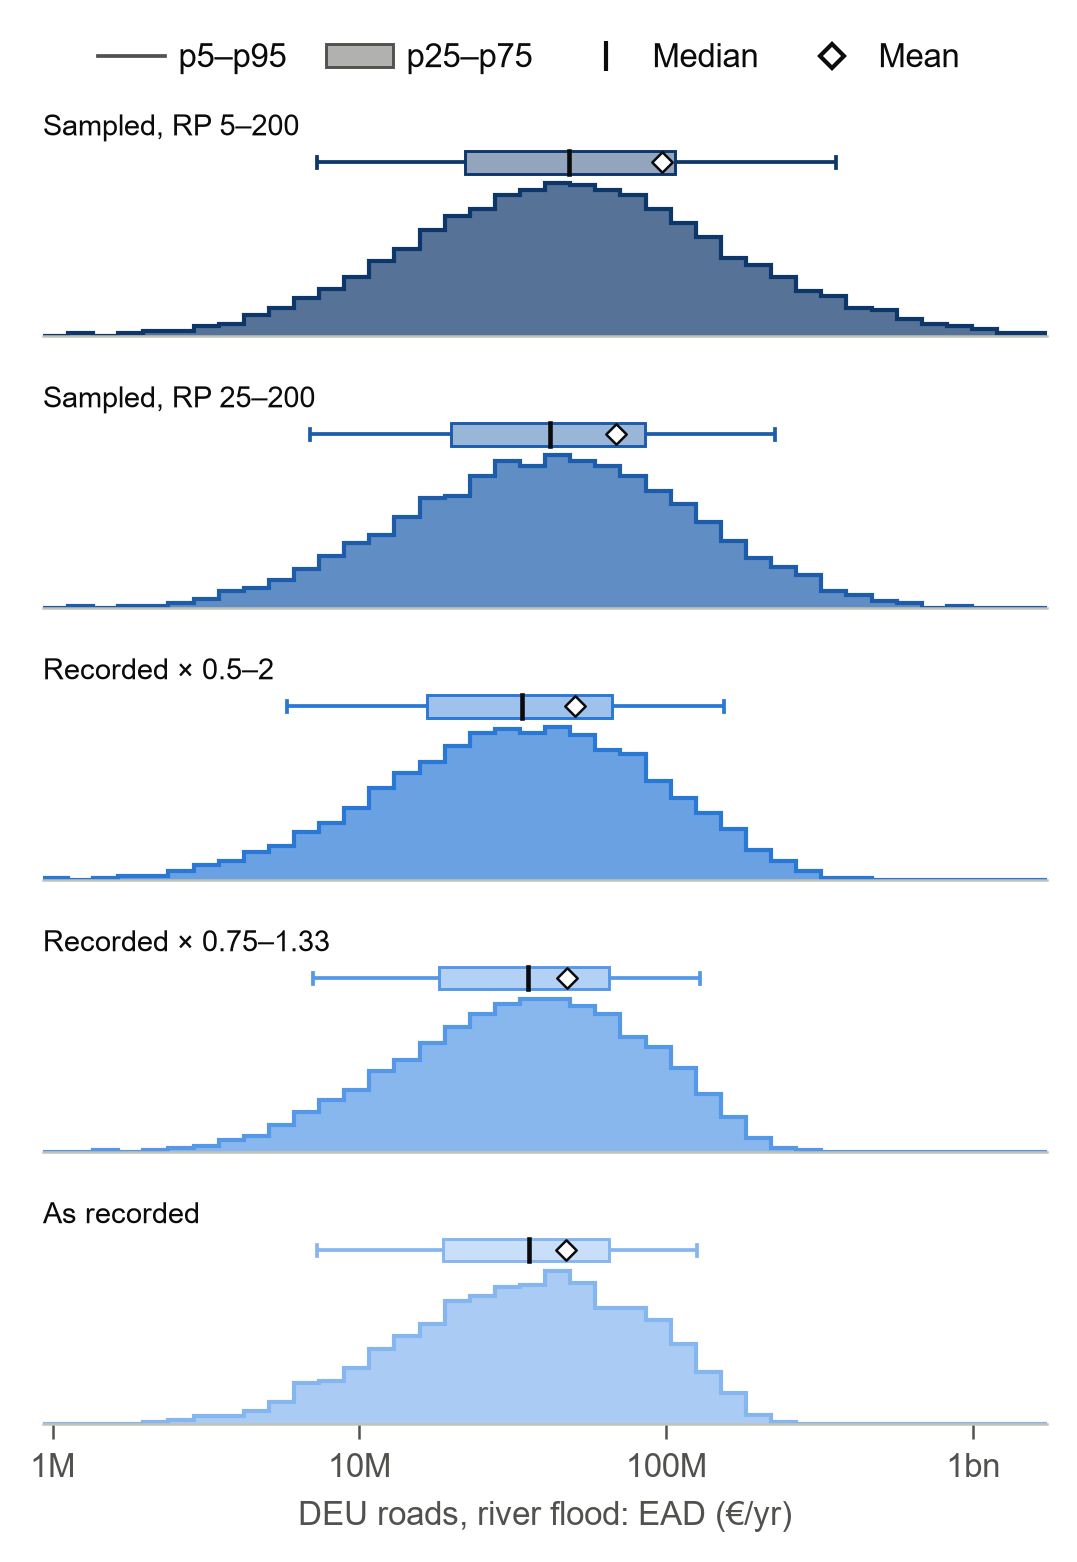 p5–p95 p25–p75 Median Mean
Sampled, RP 5–200
Sampled, RP 25–200
Recorded × 0.5–2
Recorded × 0.75–1.33
As recorded
1M 10M 100M 1bn
DEU roads, river flood: EAD (€/yr)